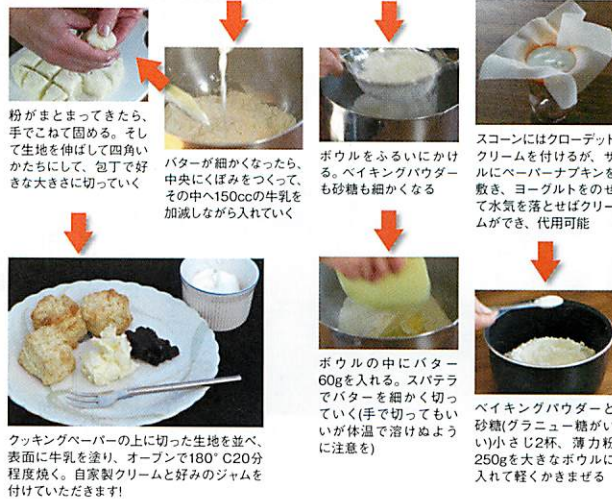 スコーンにはクローデット
クリームを付けるが、ザ
ルにペーパーナプキンを
敷き、ヨーグルトをのせ
て水気を落とせばクリー
ムができ、代用可能
ベイキングパウダーと
砂糖(グラニュー糖がい
い)小さじ2杯、薄力粉
250gを大きなボウルに
入れて軽くかきまぜる
ボウルをふるいにかけ
る。ベイキングパウダー
も砂糖も細かくなる
ボウルの中にバター
60gを入れる。スパテラ
でバターを細かく切っ
ていく(手で切ってもい
いが体温で溶けぬよう
に注意を)
バターが細かくなったら、
中央にくぼみをつくって、
その中へ150ccの牛乳を
加減しながら入れていく
粉がまとまってきたら、
手でこねて固める。そし
て生地を伸ばして四角い
かたちにして、包丁で好
きな大きさに切っていく
クッキングペーパーの上に切った生地を並べ、
表面に牛乳を塗り、オーブンで180°C20分
程度焼く。自家製クリームと好みのジャムを
付けていただきます!